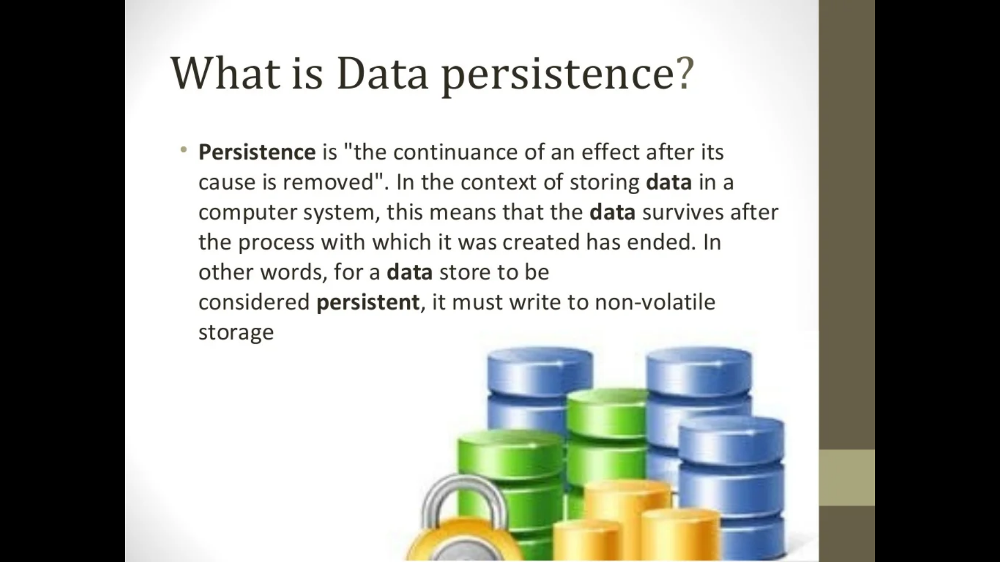 What is Data persistence?
• Persistence is "the continuance of an effect after its
cause is removed". In the context of storing data in a
computer system, this means that the data survives after
the process with which it was created has ended. In
other words, for a data store to be
considered persistent, it must write to non-volatile
storage